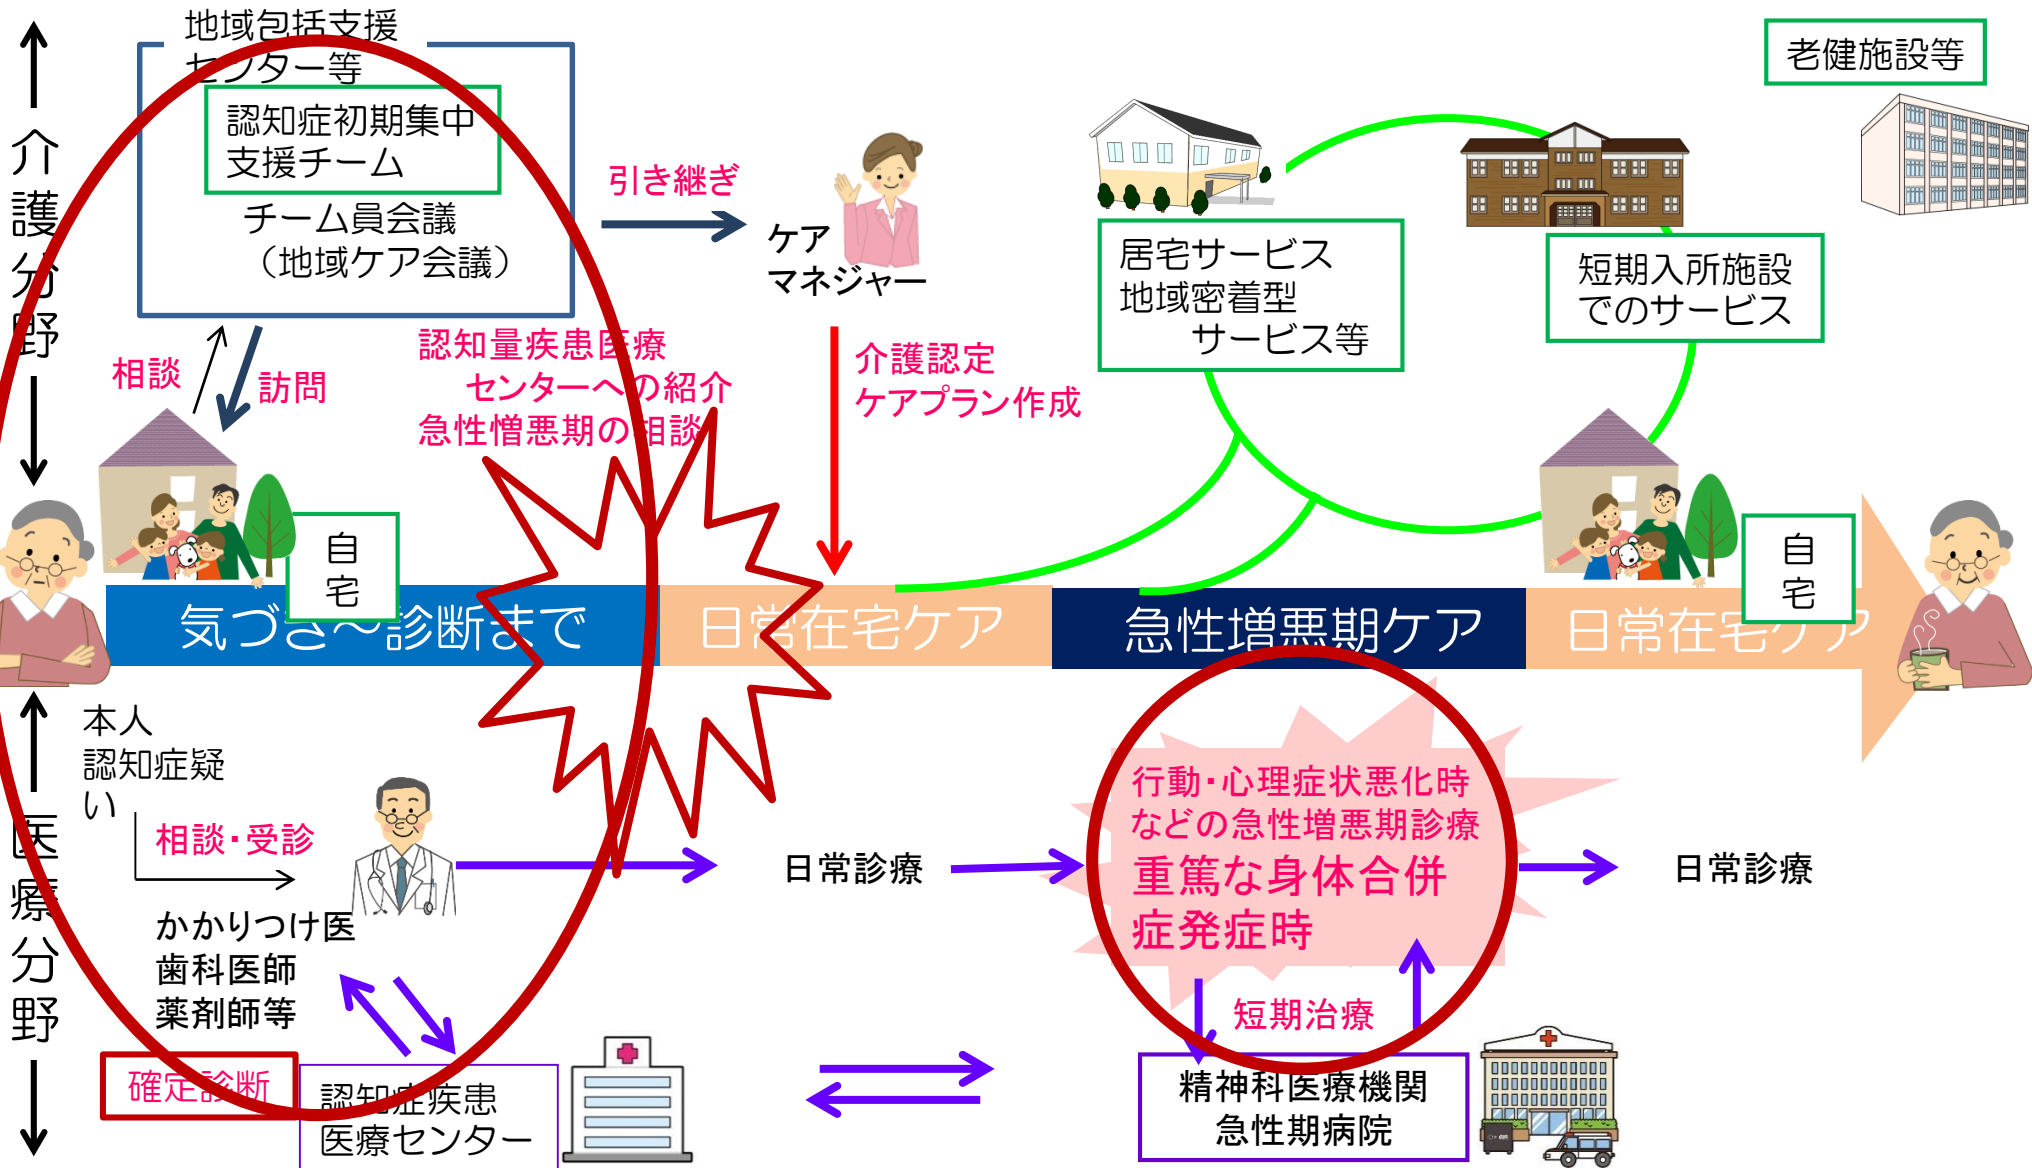 地域包括支援
センター等
認知症初期集中
支援チーム
チーム員会議
（地域ケア会議）
介護分野
引き継ぎ
ケア
マネジャー
相談
訪問
認知量疾患医療
センターへの紹介
急性憎悪期の相談
介護認定
ケアプラン作成
居宅サービス
地域密着型
サービス等
短期入所施設
でのサービス
老健施設等
自宅
自宅
気づき～診断まで
日常在宅ケア
急性増悪期ケア
日常在宅ケア
本人
認知症疑
い
相談・受診
医療分野
かかりつけ医
歯科医師
薬剤師等
確定診断
認知症疾患
医療センター
日常診療
行動・心理症状悪化時
などの急性増悪期診療
重篤な身体合併
症発症時
短期治療
精神科医療機関
急性期病院
日常診療